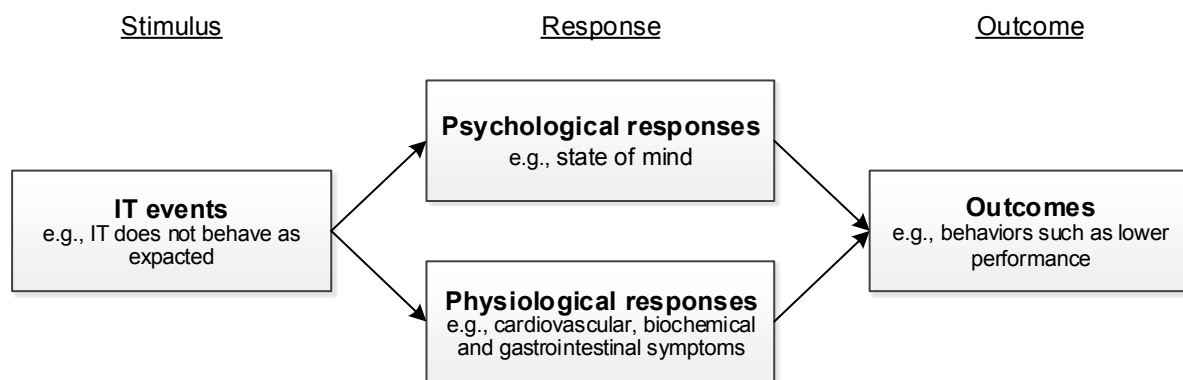 Stimulus
Response
Outcome
Psychological responses
e.g., state of mind
IT events
e.g., IT does not behave as
expacted
Outcomes
e.g., behaviors such as lower
performance
Physiological responses
e.g., cardiovascular, biochemical
and gastrointestinal symptoms